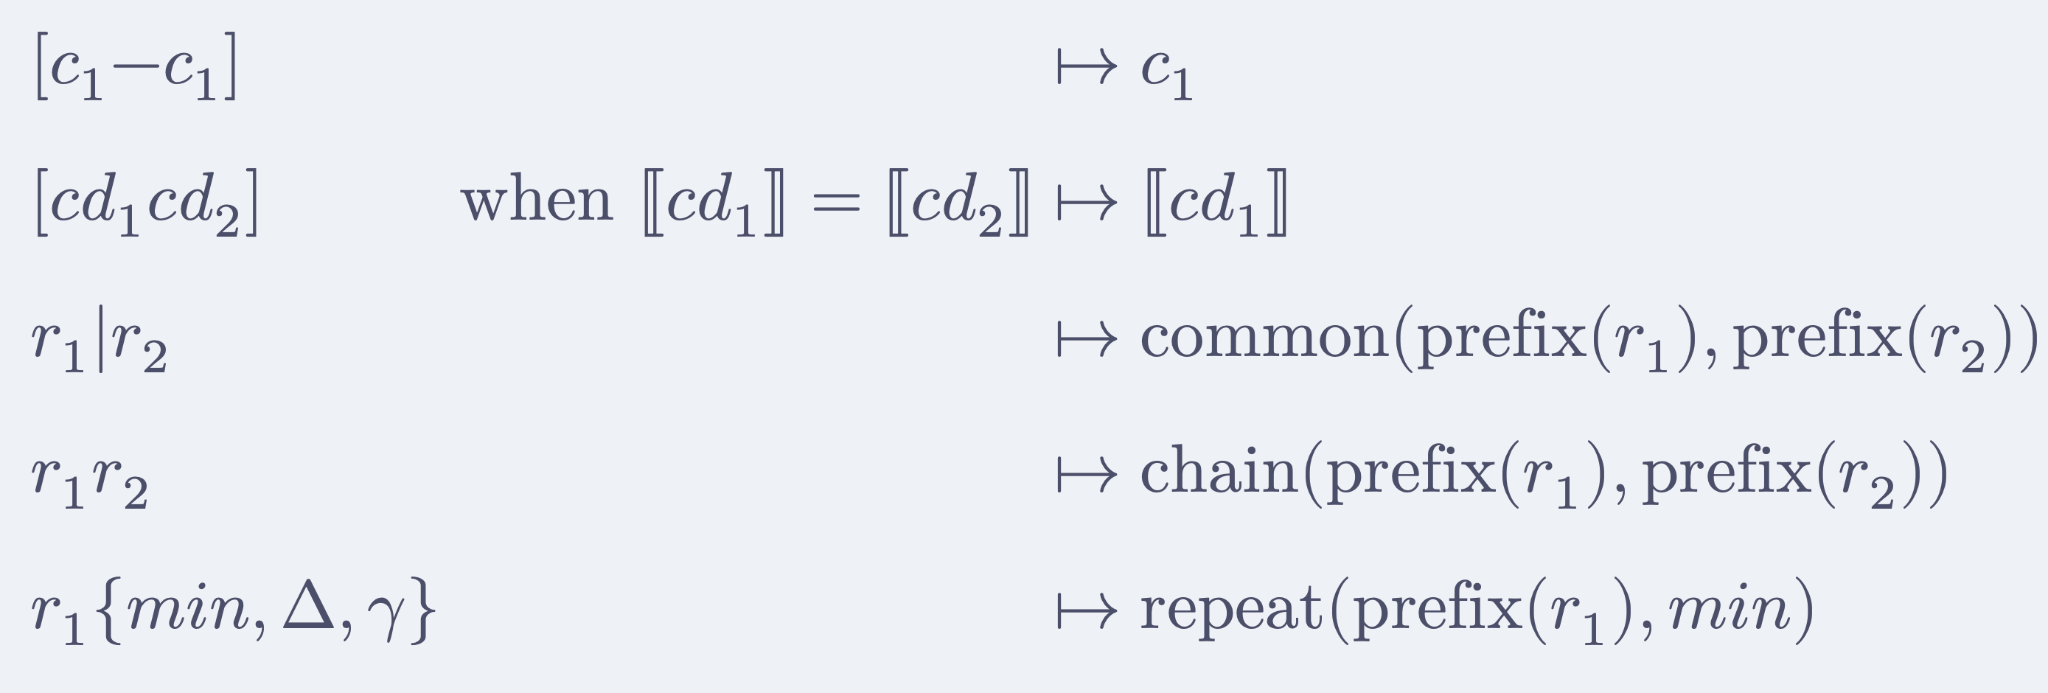 [c₁−c₁] ↦ c₁
[cd₁cd₂] when ⟦cd₁⟧ = ⟦cd₂⟧ ↦ ⟦cd₁⟧
r₁|r₂ ↦ common(prefix(r₁), prefix(r₂))
r₁r₂ ↦ chain(prefix(r₁), prefix(r₂))
r₁{min, Δ, γ} ↦ repeat(prefix(r₁), min)